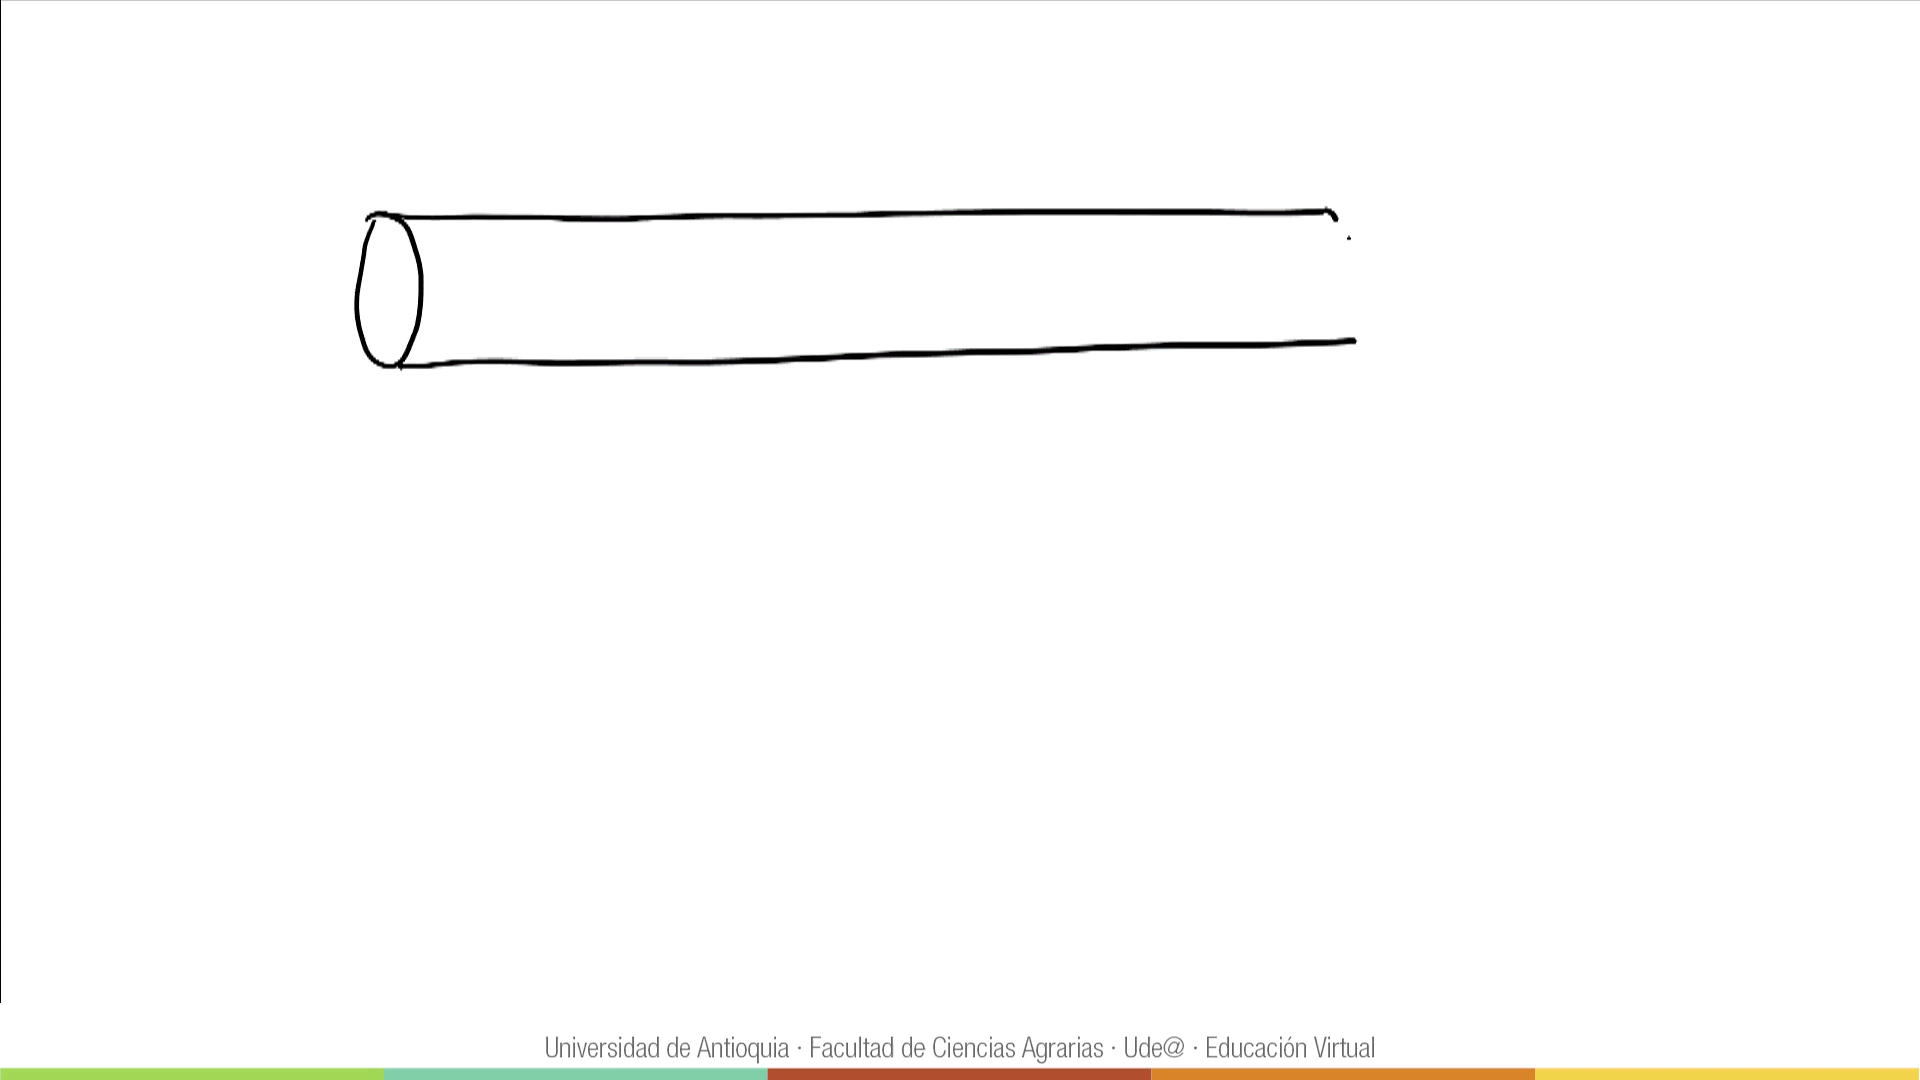 Universidad de Antioquia · Facultad de Ciencias Agrarias · Ude@ · Educación Virtual